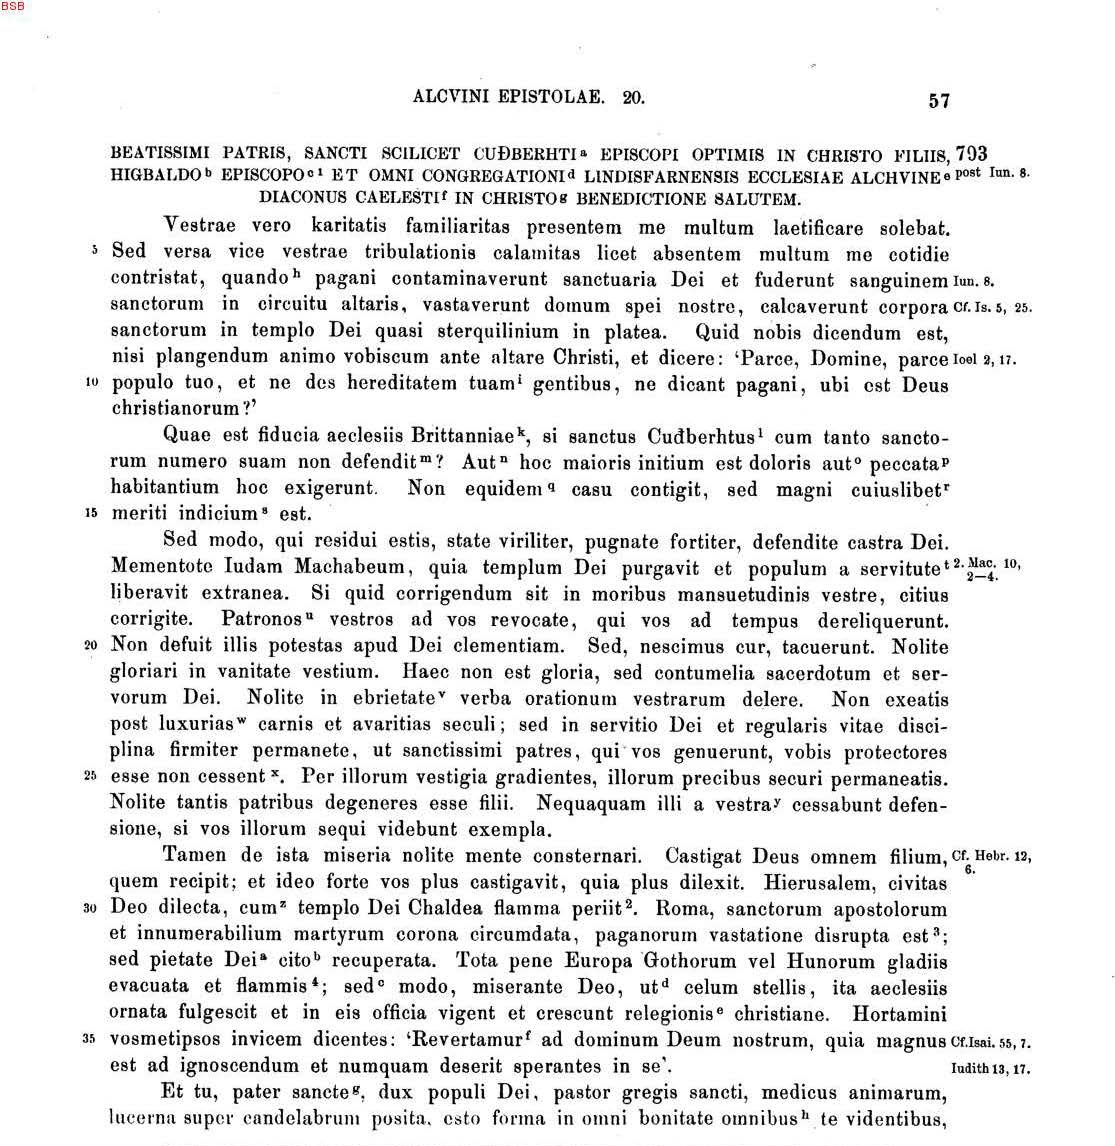 BSB
ALCVINI EPISTOLAE. 20. 57
BEATISSIMI PATRIS, SANCTI SCILICET CUÐBERHTI a EPISCOPI OPTIMIS IN CHRISTO FILIIS, 793
HIGBALDO b EPISCOPO c 1 ET OMNI CONGREGATIONI d LINDISFARNENSIS ECCLESIAE ALCHVINE e post Iun. 8.
DIACONUS CAELESTI f IN CHRISTO g BENEDICTIONE SALUTEM.
Vestrae vero karitatis familiaritas presentem me multum laetificare solebat.
5 Sed versa vice vestrae tribulationis calamitas licet absentem multum me cotidie
contristat, quando h pagani contaminaverunt sanctuaria Dei et fuderunt sanguinem Iun. 8.
sanctorum in circuitu altaris, vastaverunt domum spei nostre, calcaverunt corpora Cf. Is. 5, 25.
sanctorum in templo Dei quasi sterquilinium in platea. Quid nobis dicendum est,
nisi plangendum animo vobiscum ante altare Christi, et dicere: ‘Parce, Domine, parce Ioel 2, 17.
10 populo tuo, et ne des hereditatem tuam i gentibus, ne dicant pagani, ubi est Deus
christianorum?’
Quae est fiducia aeclesiis Brittanniae k, si sanctus Cuđberhtus l cum tanto sancto-
rum numero suam non defendit m? Aut n hoc maioris initium est doloris aut o peccata p
habitantium hoc exigerunt. Non equidem q casu contigit, sed magni cuiuslibet r
15 meriti indicium s est.
Sed modo, qui residui estis, state viriliter, pugnate fortiter, defendite castra Dei.
Mementote Iudam Machabeum, quia templum Dei purgavit et populum a servitute t 2. Mac. 10, 2—4.
liberavit extranea. Si quid corrigendum sit in moribus mansuetudinis vestre, citius
corrigite. Patronos u vestros ad vos revocate, qui vos ad tempus dereliquerunt.
20 Non defuit illis potestas apud Dei clementiam. Sed, nescimus cur, tacuerunt. Nolite
gloriari in vanitate vestium. Haec non est gloria, sed contumelia sacerdotum et ser-
vorum Dei. Nolite in ebrietate v verba orationum vestrarum delere. Non exeatis
post luxurias w carnis et avaritias seculi; sed in servitio Dei et regularis vitae disci-
plina firmiter permanete, ut sanctissimi patres, qui vos genuerunt, vobis protectores
25 esse non cessent x. Per illorum vestigia gradientes, illorum precibus securi permaneatis.
Nolite tantis patribus degeneres esse filii. Nequaquam illi a vestra y cessabunt defen-
sione, si vos illorum sequi videbunt exempla.
Tamen de ista miseria nolite mente consternari. Castigat Deus omnem filium, Cf. Hebr. 12, 6.
quem recipit; et ideo forte vos plus castigavit, quia plus dilexit. Hierusalem, civitas
30 Deo dilecta, cum z templo Dei Chaldea flamma periit 2. Roma, sanctorum apostolorum
et innumerabilium martyrum corona circumdata, paganorum vastatione disrupta est 3;
sed pietate Dei a cito b recuperata. Tota pene Europa Gothorum vel Hunorum gladiis
evacuata et flammis 4; sed c modo, miserante Deo, ut d celum stellis, ita aeclesiis
ornata fulgescit et in eis officia vigent et crescunt relegionis e christiane. Hortamini
35 vosmetipsos invicem dicentes: ‘Revertamur f ad dominum Deum nostrum, quia magnus Cf. Isai. 55, 7.
est ad ignoscendum et numquam deserit sperantes in se’. Iudith 13, 17.
Et tu, pater sancte g, dux populi Dei, pastor gregis sancti, medicus animarum,
lucerna super candelabrum posita, esto forma in omni bonitate omnibus h te videntibus,